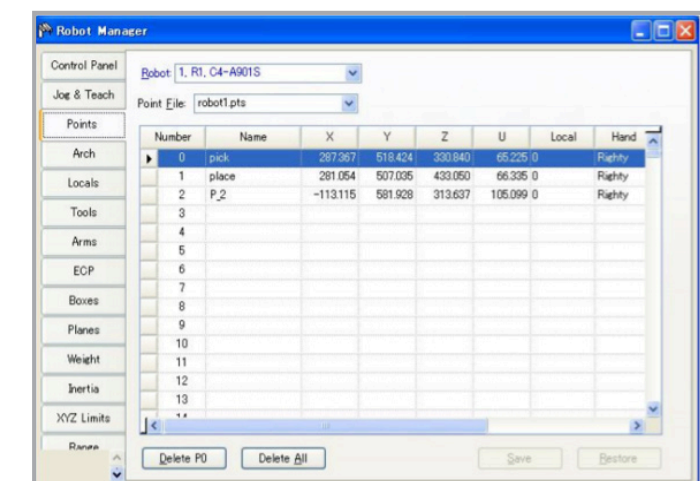 Robot Manager
Control Panel
Jog & Teach
Points
Arch
Locals
Tools
Arms
ECP
Boxes
Planes
Weight
Inertia
XYZ Limits
Range
Robot: 1, R1, C4-A901S
Point File: robot1.pts
Number Name X Y Z U Local Hand
0 pick 287.367 518.424 330.840 65.225 0 Righty
1 place 281.054 507.035 433.050 66.335 0 Righty
2 P_2 -113.115 581.928 313.637 105.099 0 Righty
3
4
5
6
7
8
9
10
11
12
13
14
Delete P0 Delete All Save Restore